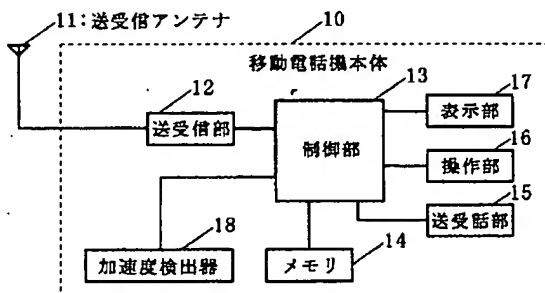 11:送受信アンテナ
10
移動電話機本体
12
送受信部
13
制御部
17
表示部
16
操作部
15
送受話部
18
加速度検出器
メモリ
14